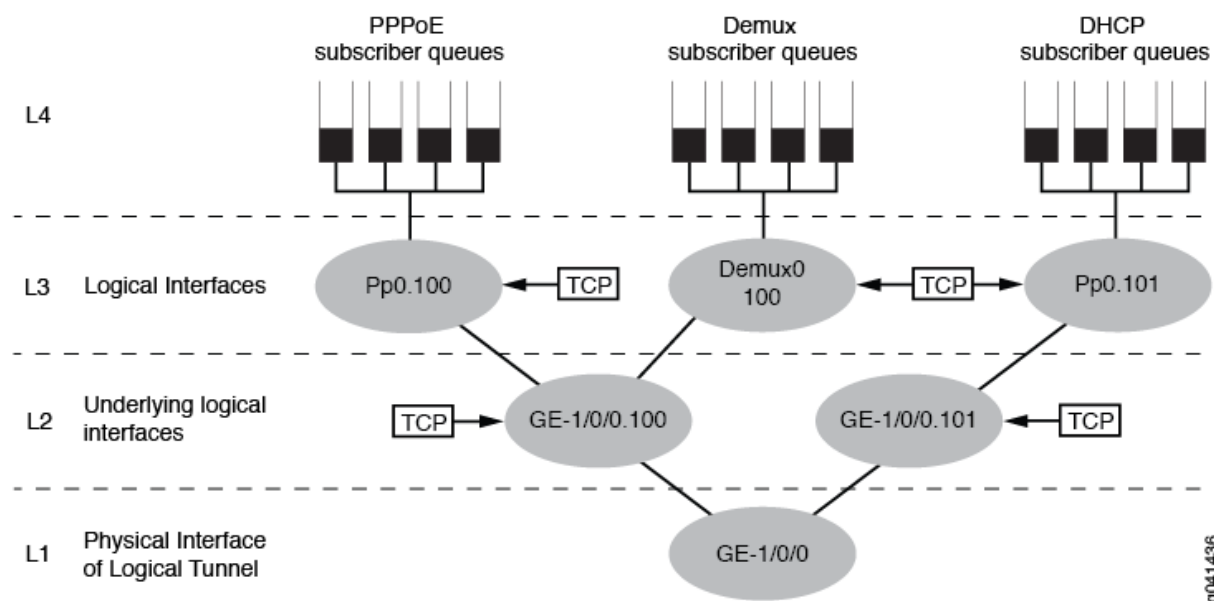 PPPoE
subscriber queues
Demux
subscriber queues
DHCP
subscriber queues
L4
L3
Logical Interfaces
Pp0.100
TCP
Demux0
100
TCP
Pp0.101
L2
Underlying logical
interfaces
TCP
GE-1/0/0.100
GE-1/0/0.101
TCP
L1
Physical Interface
of Logical Tunnel
GE-1/0/0
g041436